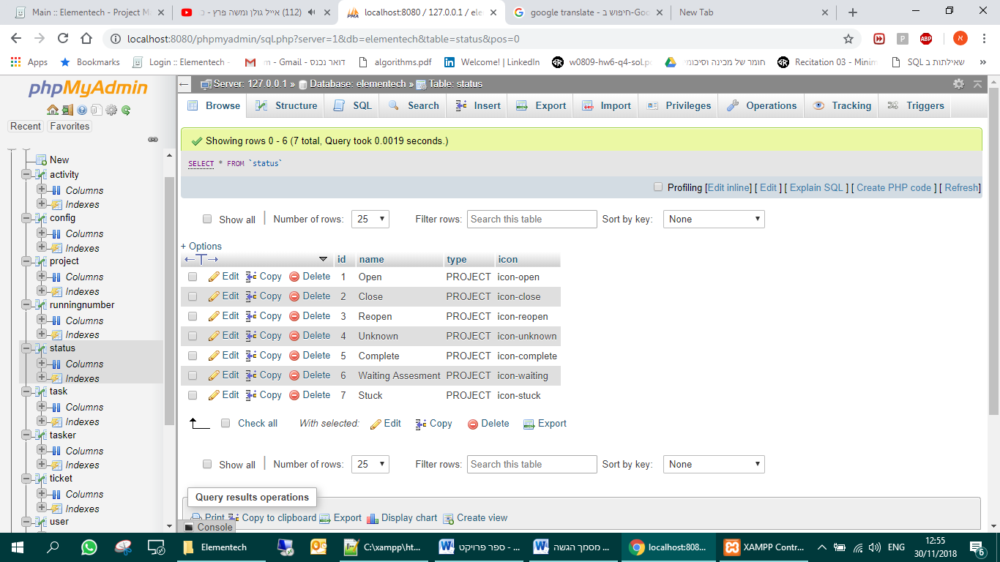 Main :: Elementech - Project M
(112) אייל גולן ומשה פרץ - כ
localhost:8080 / 127.0.0.1 / ele
google translate - חיפוש ב-Goo
New Tab
localhost:8080/phpmyadmin/sql.php?server=1&db=elementech&table=status&pos=0
P
ABP
א
Apps
Bookmarks
Login :: Elementech -
דואר נכנס - m - Gmail
algorithms.pdf
Welcome! | LinkedIn
w0809-hw6-q4-sol.p
חומר של מכינה וסיכומי
Recitation 03 - Minim
שאילתות ב SQL
»
phpMyAdmin
Recent
Favorites
New
activity
Columns
Indexes
config
Columns
Indexes
project
Columns
Indexes
runningnumber
Columns
Indexes
status
Columns
Indexes
task
Columns
Indexes
tasker
Columns
Indexes
ticket
Columns
Indexes
user
Server: 127.0.0.1 » Database: elementech » Table: status
Browse Structure SQL Search Insert Export Import Privileges Operations Tracking Triggers
Showing rows 0 - 6 (7 total, Query took 0.0019 seconds.)
SELECT * FROM `status`
Profiling [Edit inline] [ Edit ] [ Explain SQL ] [ Create PHP code ] [ Refresh]
Show all | Number of rows: 25 Filter rows: Search this table Sort by key: None
+ Options
id name type icon
Edit Copy Delete 1 Open PROJECT icon-open
Edit Copy Delete 2 Close PROJECT icon-close
Edit Copy Delete 3 Reopen PROJECT icon-reopen
Edit Copy Delete 4 Unknown PROJECT icon-unknown
Edit Copy Delete 5 Complete PROJECT icon-complete
Edit Copy Delete 6 Waiting Assesment PROJECT icon-waiting
Edit Copy Delete 7 Stuck PROJECT icon-stuck
Check all With selected: Edit Copy Delete Export
Show all | Number of rows: 25 Filter rows: Search this table Sort by key: None
Query results operations
Print Copy to clipboard Export Display chart Create view
Console
Elementech
C:\xampp\ht...
ספר פרויקט - ...
מסמך הגשה ...
localhost:808...
XAMPP Contr...
ENG
12:55
30/11/2018
6